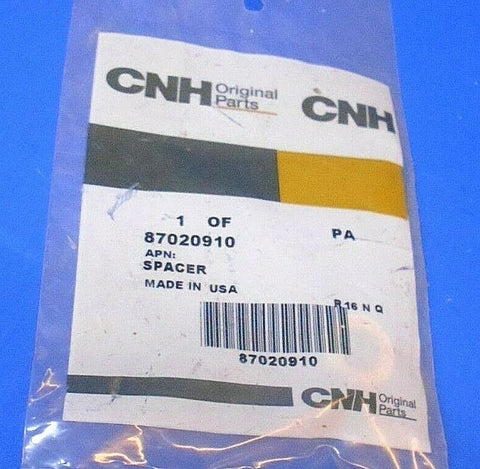 CNH Original Parts CNH
1 OF PA
87020910
APN:
SPACER
MADE IN USA
R 16 N Q
87020910
CNH Original Parts